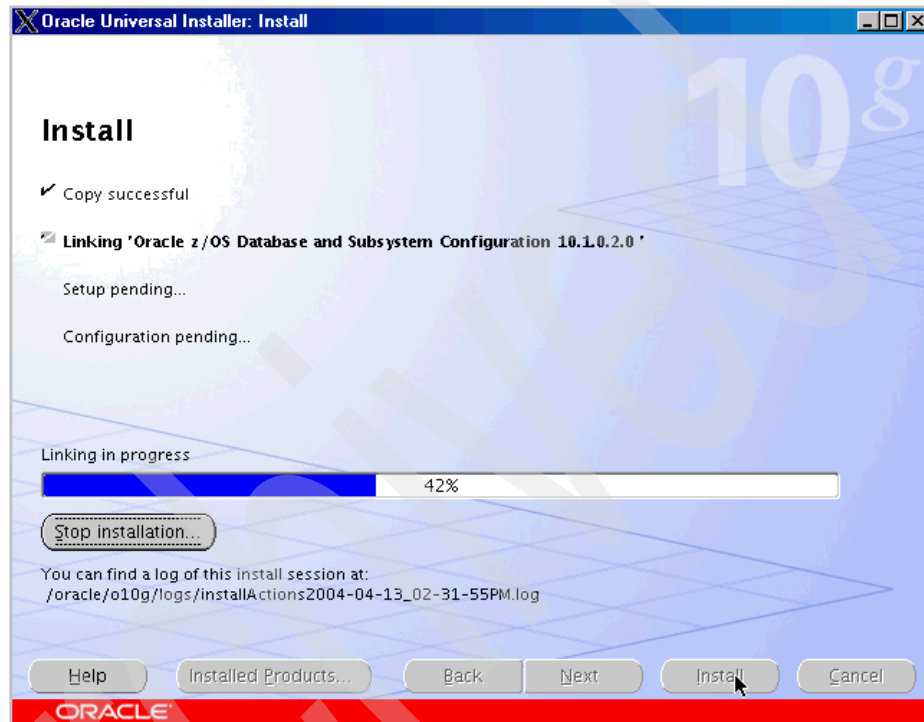 Oracle Universal Installer: Install
10g
Install
Copy successful
Linking 'Oracle z/OS Database and Subsystem Configuration 10.1.0.2.0 '
Setup pending...
Configuration pending...
Linking in progress
42%
Stop installation...
You can find a log of this install session at:
/oracle/o10g/logs/installActions2004-04-13_02-31-55PM.log
Help Installed Products... Back Next Install Cancel
ORACLE